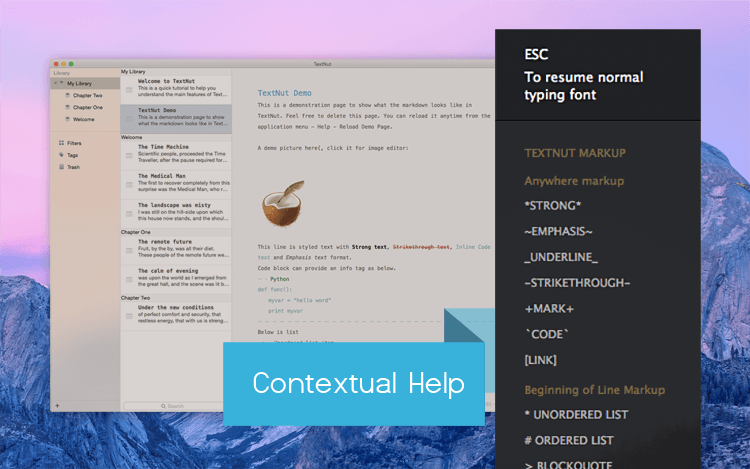 TextNut
Library
My Library
Chapter Two
Chapter One
Welcome
Filters
Tags
Trash
My Library
Welcome to TextNut
This is a quick tutorial to help you
understand the main features of Text...
TextNut Demo
This is a demonstration page to show
what the markdown looks like in Text...
Welcome
The Time Machine
Scientific people, proceeded the Time
Traveller, after the pause required for...
The Medical Man
The first to recover completely from this
surprise was the Medical Man, who r...
The landscape was misty
I was still on the hill-side upon which
this house now stands, and the shoul...
Chapter One
The remote future
Fruit, by the by, was all their diet.
These people of the remote future we...
The calm of evening
was upon the world as I emerged from
the great hall, and the scene was lit b...
Chapter Two
Under the new conditions
of perfect comfort and security, that
restless energy, that with us is streng...
Search
TextNut Demo
This is a demonstration page to show what the markdown looks like in
TextNut. Feel free to delete this page. You can reload it anytime from the
application menu - Help - Reload Demo Page.
A demo picture here(, click it for image editor:
This line is styled text with Strong text, Strikethrough text, Inline Code
text and Emphasis text format.
Code block can provide an info tag as below.
Python
def func():
myvar = "hello word"
print myvar
Below is list
Contextual Help
ESC
To resume normal
typing font
TEXTNUT MARKUP
Anywhere markup
*STRONG*
~EMPHASIS~
_UNDERLINE_
-STRIKETHROUGH-
+MARK+
`CODE`
[LINK]
Beginning of Line Markup
* UNORDERED LIST
# ORDERED LIST
> BLOCKQUOTE